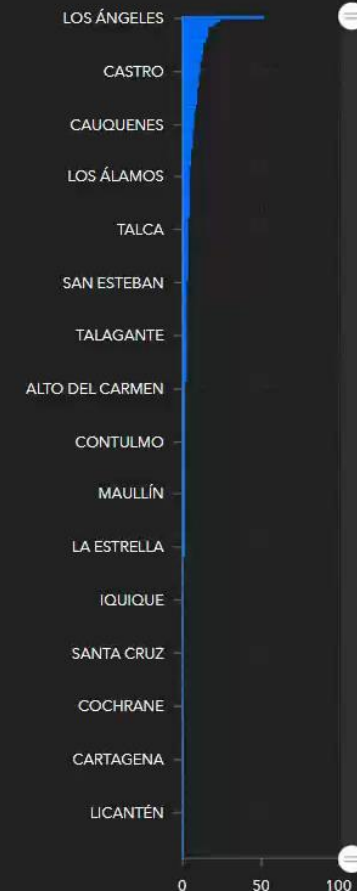 LOS ÁNGELES
CASTRO
CAUQUENES
LOS ÁLAMOS
TALCA
SAN ESTEBAN
TALAGANTE
ALTO DEL CARMEN
CONTULMO
MAULLÍN
LA ESTRELLA
IQUIQUE
SANTA CRUZ
COCHRANE
CARTAGENA
LICANTÉN
0 50 100